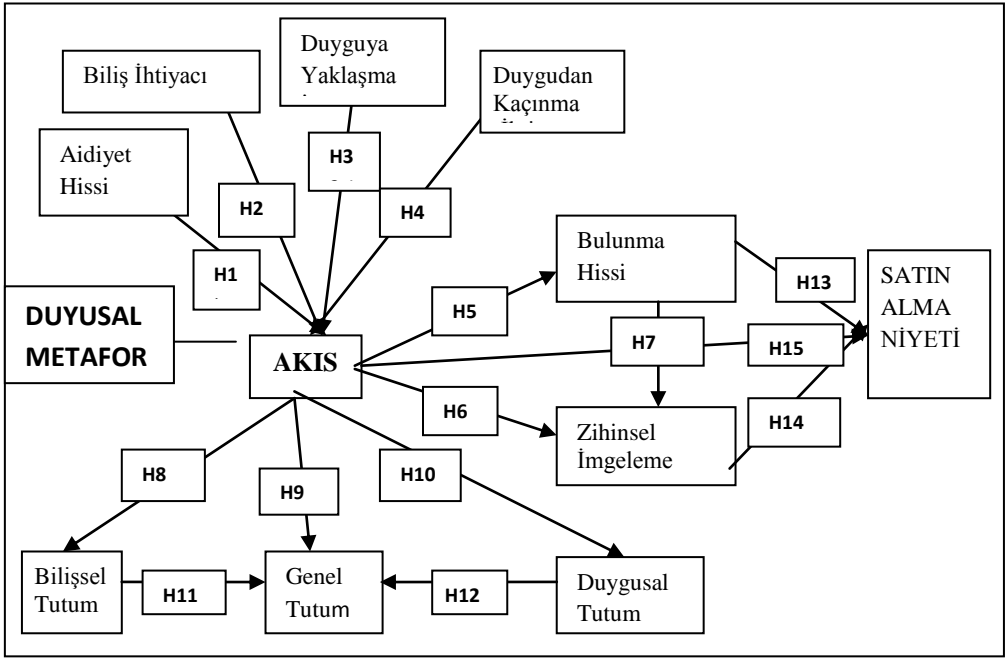 Duyguya
Yaklaşma
Biliş İhtiyacı
Duygudan
Kaçınma
Aidiyet
Hissi
H3
H2
H4
H1
Bulunma
Hissi
SATIN
ALMA
NİYETİ
H13
DUYUSAL
METAFOR
H5
H7
H15
AKIS
H6
H14
Zihinsel
İmgeleme
H8
H9
H10
Bilişsel
Tutum
H11
Genel
Tutum
H12
Duygusal
Tutum